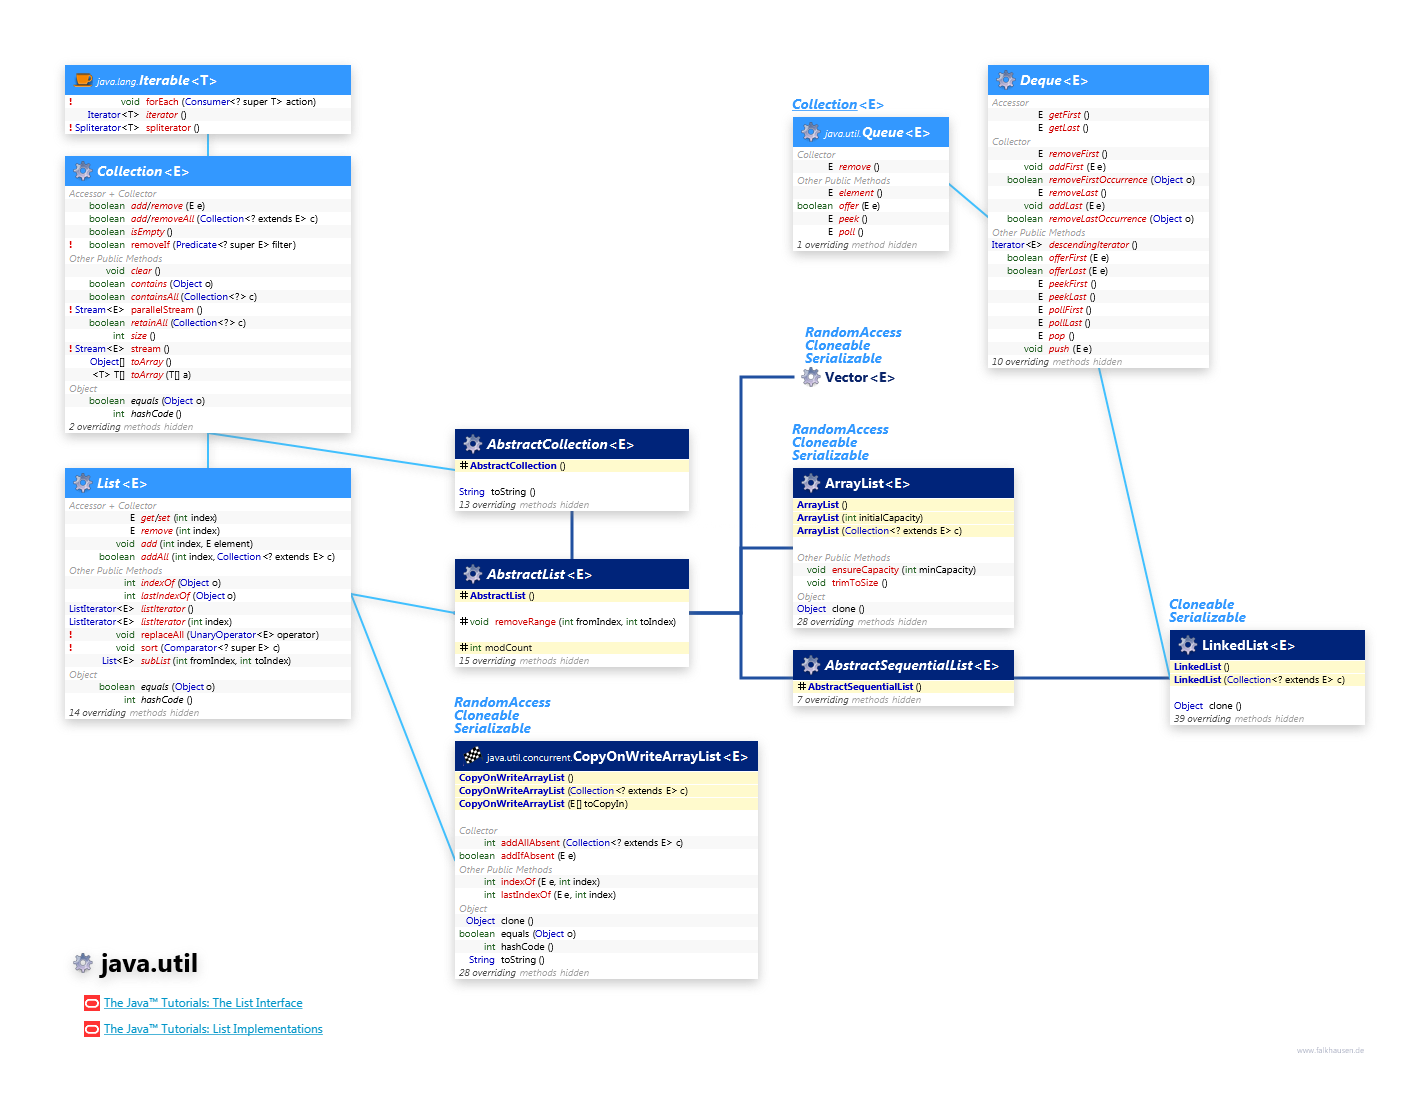 java.lang.Iterable<T>
! void forEach (Consumer<? super T> action)
Iterator<T> iterator ()
! Spliterator<T> spliterator ()
Collection<E>
Accessor + Collector
boolean add/remove (E e)
boolean add/removeAll (Collection<? extends E> c)
boolean isEmpty ()
! boolean removeIf (Predicate<? super E> filter)
Other Public Methods
void clear ()
boolean contains (Object o)
boolean containsAll (Collection<?> c)
! Stream<E> parallelStream ()
boolean retainAll (Collection<?> c)
int size ()
! Stream<E> stream ()
Object[] toArray ()
<T> T[] toArray (T[] a)
Object
boolean equals (Object o)
int hashCode ()
2 overriding methods hidden
List<E>
Accessor + Collector
E get/set (int index)
E remove (int index)
void add (int index, E element)
boolean addAll (int index, Collection<? extends E> c)
Other Public Methods
int indexOf (Object o)
int lastIndexOf (Object o)
ListIterator<E> listIterator ()
ListIterator<E> listIterator (int index)
! void replaceAll (UnaryOperator<E> operator)
! void sort (Comparator<? super E> c)
List<E> subList (int fromIndex, int toIndex)
Object
boolean equals (Object o)
int hashCode ()
14 overriding methods hidden
AbstractCollection<E>
# AbstractCollection ()
String toString ()
13 overriding methods hidden
AbstractList<E>
# AbstractList ()
# void removeRange (int fromIndex, int toIndex)
# int modCount
15 overriding methods hidden
RandomAccess
Cloneable
Serializable
java.util.concurrent.CopyOnWriteArrayList<E>
CopyOnWriteArrayList ()
CopyOnWriteArrayList (Collection<? extends E> c)
CopyOnWriteArrayList (E[] toCopyIn)
Collector
int addAllAbsent (Collection<? extends E> c)
boolean addIfAbsent (E e)
Other Public Methods
int indexOf (E e, int index)
int lastIndexOf (E e, int index)
Object
Object clone ()
boolean equals (Object o)
int hashCode ()
String toString ()
28 overriding methods hidden
Collection<E>
java.util.Queue<E>
Collector
E remove ()
Other Public Methods
E element ()
boolean offer (E e)
E peek ()
E poll ()
1 overriding method hidden
Deque<E>
Accessor
E getFirst ()
E getLast ()
Collector
E removeFirst ()
void addFirst (E e)
boolean removeFirstOccurrence (Object o)
E removeLast ()
void addLast (E e)
boolean removeLastOccurrence (Object o)
Other Public Methods
Iterator<E> descendingIterator ()
boolean offerFirst (E e)
boolean offerLast (E e)
E peekFirst ()
E peekLast ()
E pollFirst ()
E pollLast ()
E pop ()
void push (E e)
10 overriding methods hidden
RandomAccess
Cloneable
Serializable
Vector<E>
RandomAccess
Cloneable
Serializable
ArrayList<E>
ArrayList ()
ArrayList (int initialCapacity)
ArrayList (Collection<? extends E> c)
Other Public Methods
void ensureCapacity (int minCapacity)
void trimToSize ()
Object
Object clone ()
28 overriding methods hidden
AbstractSequentialList<E>
# AbstractSequentialList ()
7 overriding methods hidden
Cloneable
Serializable
LinkedList<E>
LinkedList ()
LinkedList (Collection<? extends E> c)
Object clone ()
39 overriding methods hidden
java.util
The Java™ Tutorials: The List Interface
The Java™ Tutorials: List Implementations
www.falkhausen.de